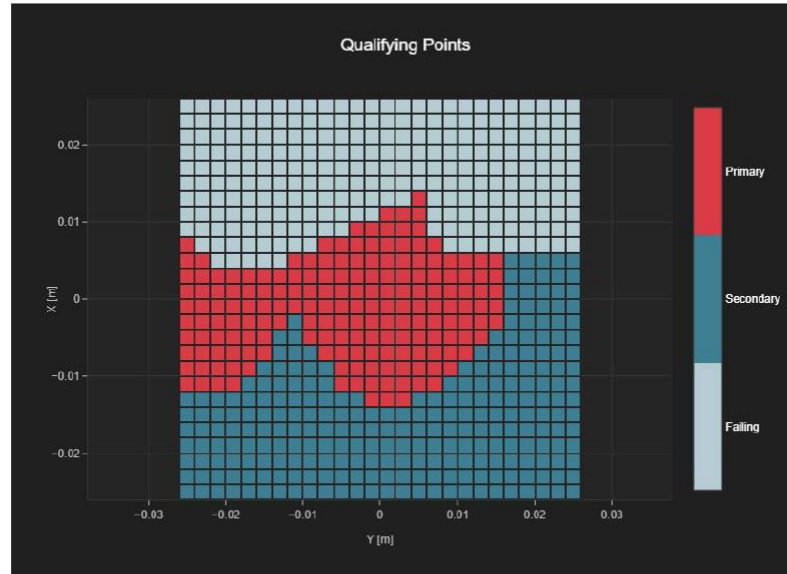 Qualifying Points
0.02
0.01
0
−0.01
−0.02
X [m]
−0.03
−0.02
−0.01
0
0.01
0.02
0.03
Y [m]
Primary
Secondary
Failing